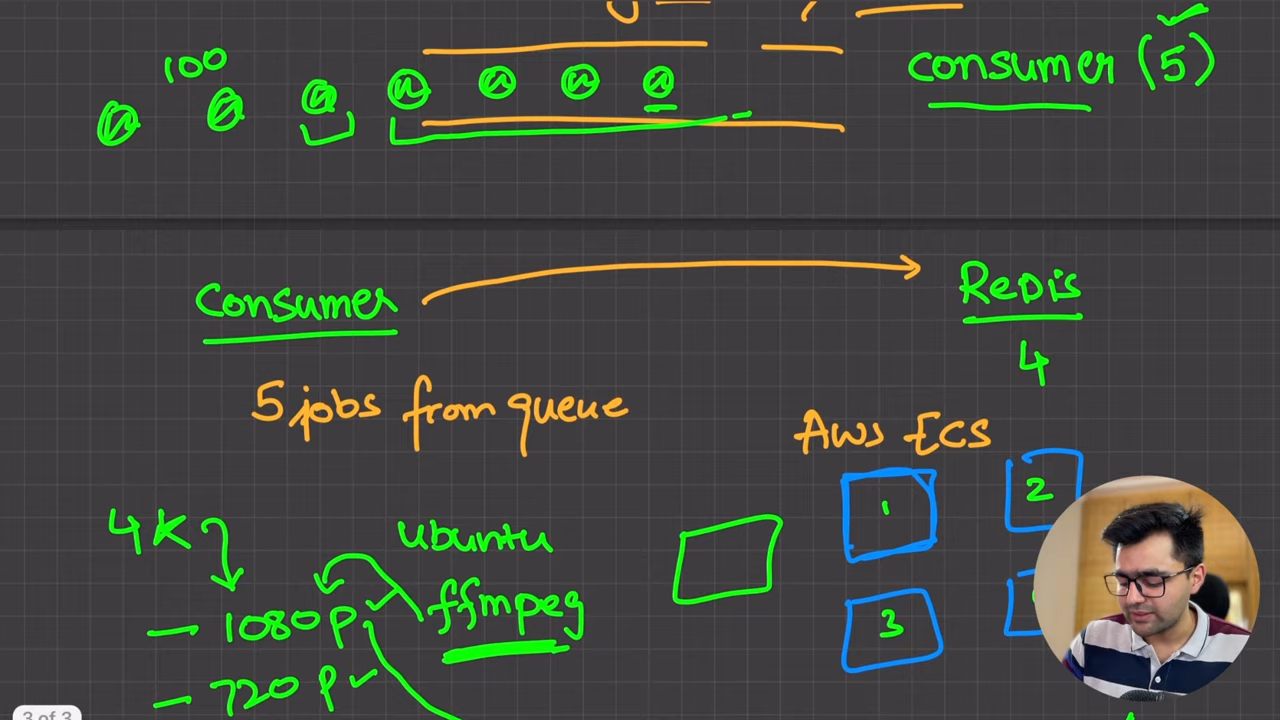 100
consumer (5)
Consumer
Redis
4
5 jobs from queue
AWS ECS
1
2
3
4K
ubuntu
ffmpeg
- 1080p
- 720p
3 of 3